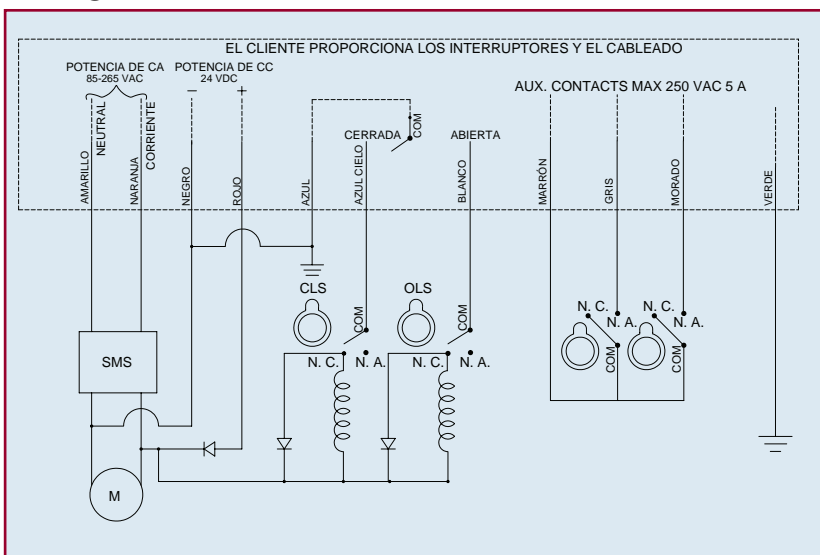 EL CLIENTE PROPORCIONA LOS INTERRUPTORES Y EL CABLEADO
POTENCIA DE CA
85-265 VAC
POTENCIA DE CC
24 VDC
AUX. CONTACTS MAX 250 VAC 5 A
NEUTRAL
CORRIENTE
–
+
CERRADA
COM
ABIERTA
AMARILLO
NARANJA
NEGRO
ROJO
AZUL
AZUL CIELO
BLANCO
MARRÓN
GRIS
MORADO
VERDE
CLS
COM
OLS
COM
N. C.
N. A.
N. C.
N. A.
COM
COM
SMS
N. C.
N. A.
N. C.
N. A.
M